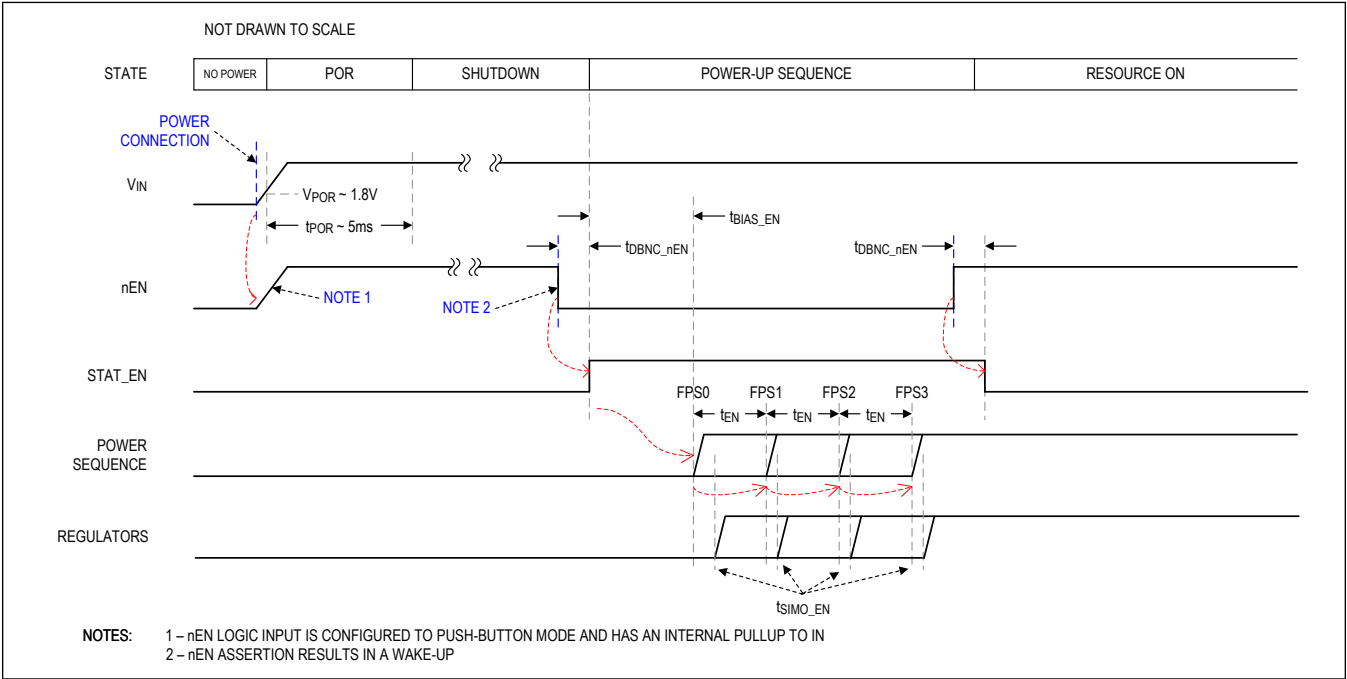 NOT DRAWN TO SCALE
STATE
NO POWER
POR
SHUTDOWN
POWER-UP SEQUENCE
RESOURCE ON
POWER
CONNECTION
VIN
VPOR ~ 1.8V
tPOR ~ 5ms
tBIAS_EN
tDBNC_nEN
tDBNC_nEN
nEN
NOTE 1
NOTE 2
STAT_EN
FPS0
FPS1
FPS2
FPS3
tEN
tEN
tEN
POWER
SEQUENCE
REGULATORS
tSIMO_EN
NOTES: 1 – nEN LOGIC INPUT IS CONFIGURED TO PUSH-BUTTON MODE AND HAS AN INTERNAL PULLUP TO IN
2 – nEN ASSERTION RESULTS IN A WAKE-UP